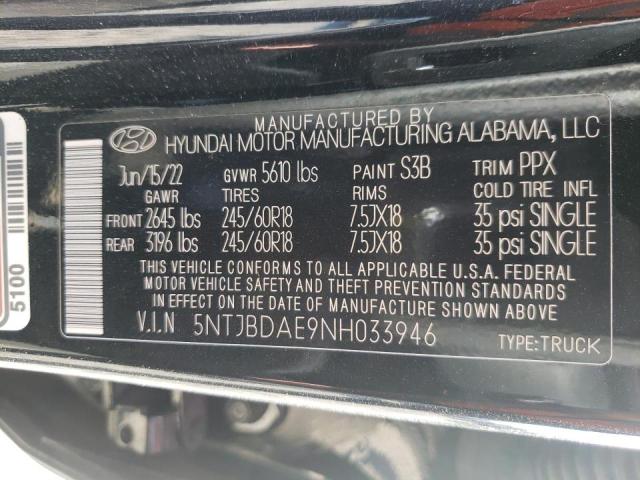 MANUFACTURED BY
HYUNDAI MOTOR MANUFACTURING ALABAMA, LLC
Jun/15/22 GVWR 5610 lbs PAINT S3B TRIM PPX
GAWR TIRES RIMS COLD TIRE INFL
FRONT 2645 lbs 245/60R18 7.5JX18 35 psi SINGLE
REAR 3196 lbs 245/60R18 7.5JX18 35 psi SINGLE
THIS VEHICLE CONFORMS TO ALL APPLICABLE U.S.A. FEDERAL
MOTOR VEHICLE SAFETY AND THEFT PREVENTION STANDARDS
IN EFFECT ON THE DATE OF MANUFACTURE SHOWN ABOVE
V.I.N 5NTJBDAE9NH033946 TYPE:TRUCK
5100